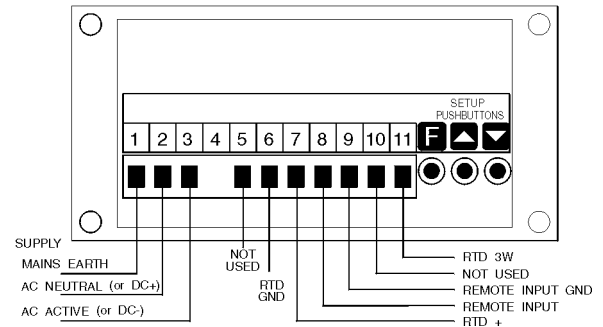 SETUP
PUSHBUTTONS
1 2 3 4 5 6 7 8 9 10 11 F
SUPPLY
MAINS EARTH
AC NEUTRAL (or DC+)
AC ACTIVE (or DC-)
NOT
USED
RTD
GND
RTD 3W
NOT USED
REMOTE INPUT GND
REMOTE INPUT
RTD +